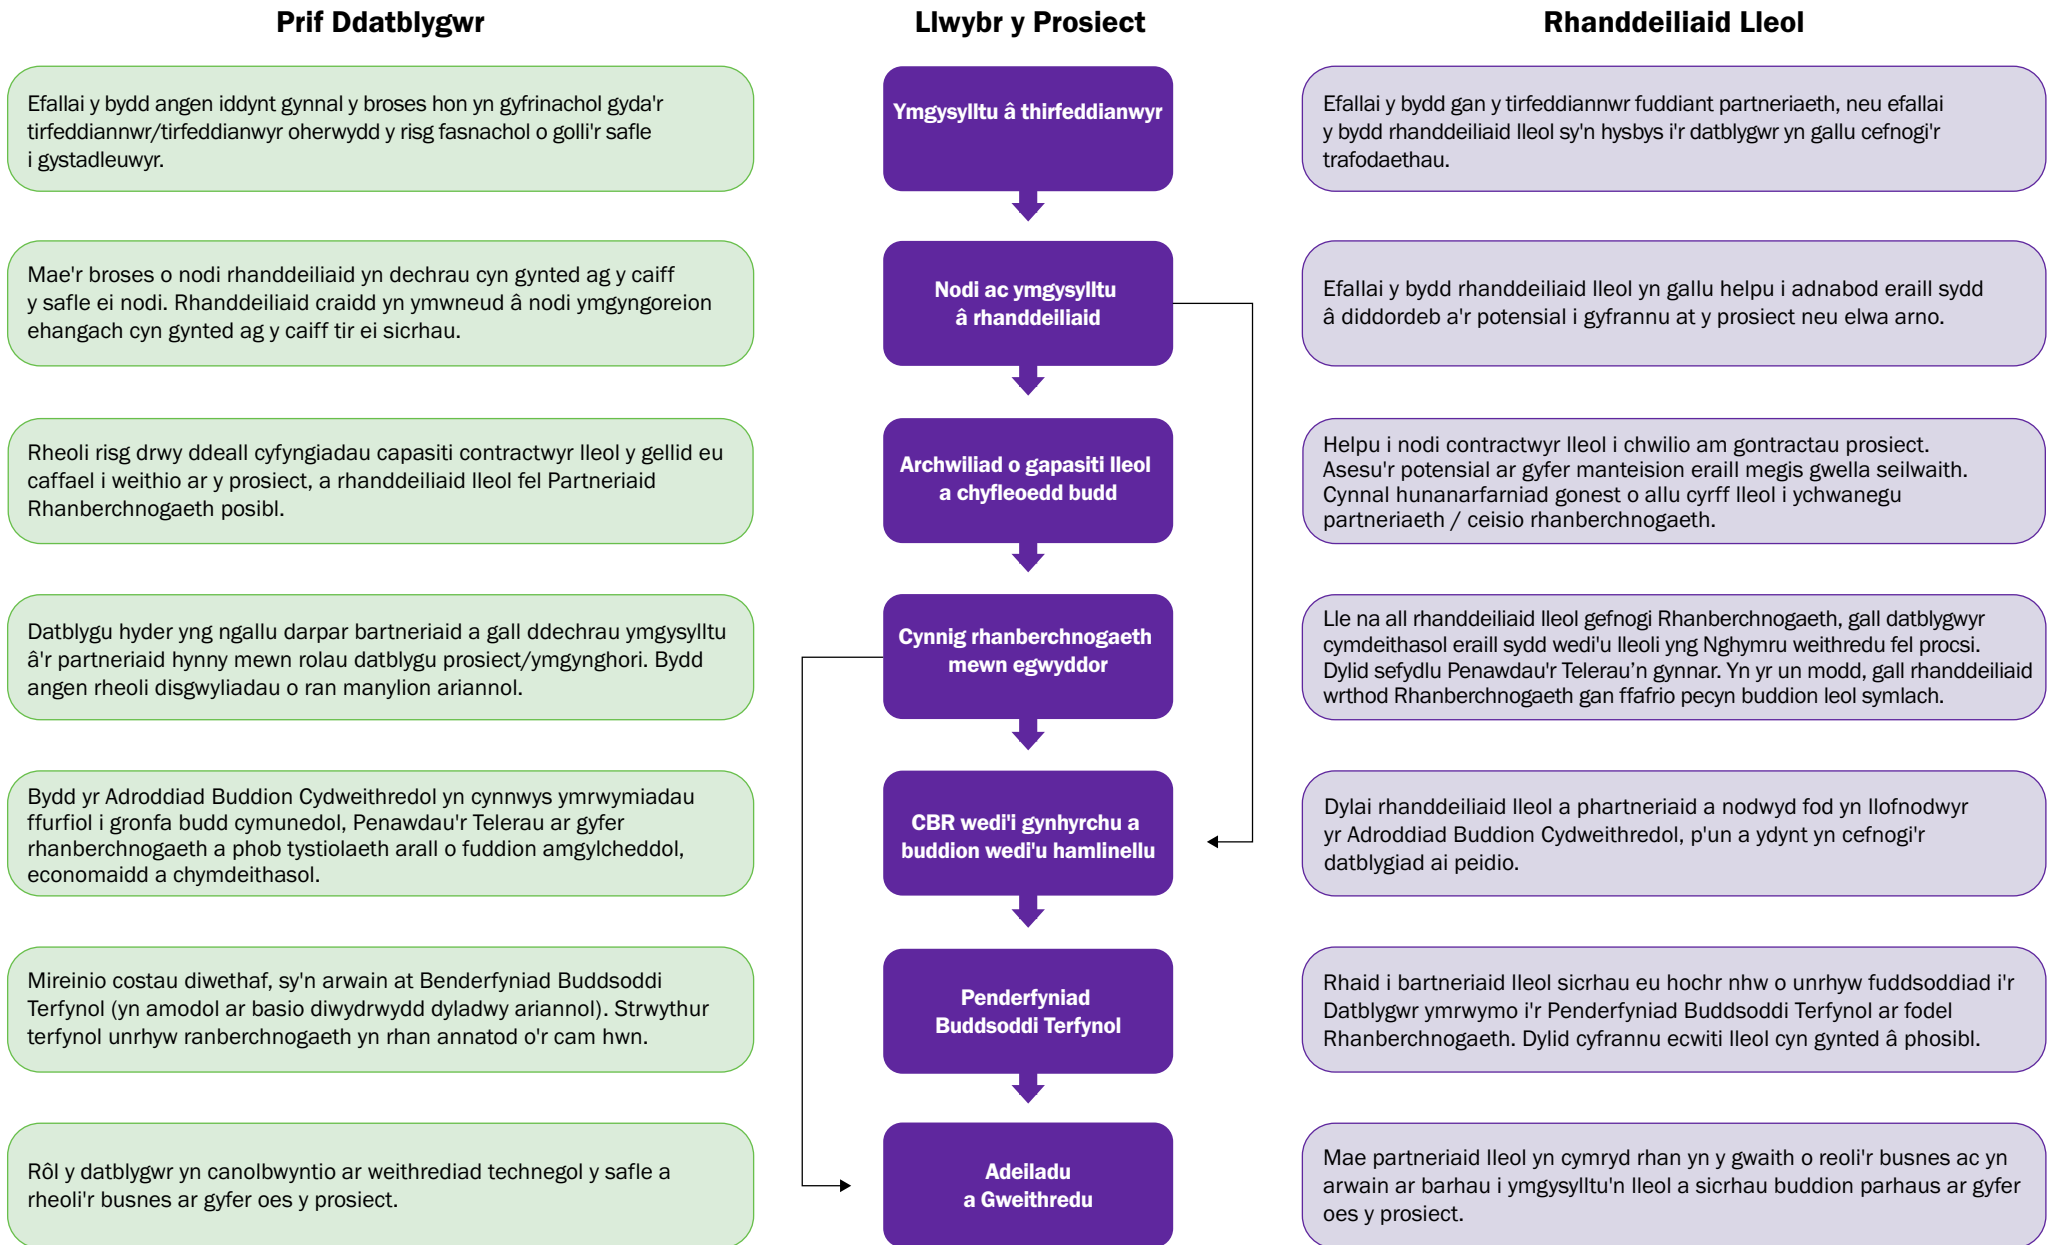 Prif Ddatblygwr
Llwybr y Prosiect
Rhanddeiliaid Lleol
Efallai y bydd angen iddynt gynnal y broses hon yn gyfrinachol gyda'r
tirfeddiannwr/tirfeddianwyr oherwydd y risg fasnachol o golli'r safle
i gystadleuwyr.
Ymgysylltu â thirfeddianwyr
Efallai y bydd gan y tirfeddiannwr fuddiant partneriaeth, neu efallai
y bydd rhanddeiliaid lleol sy'n hysbys i'r datblygwr yn gallu cefnogi'r
trafodaethau.
Mae'r broses o nodi rhanddeiliaid yn dechrau cyn gynted ag y caiff
y safle ei nodi. Rhanddeiliaid craidd yn ymwneud â nodi ymgyngoreion
ehangach cyn gynted ag y caiff tir ei sicrhau.
Nodi ac ymgysylltu
â rhanddeiliaid
Efallai y bydd rhanddeiliaid lleol yn gallu helpu i adnabod eraill sydd
â diddordeb a'r potensial i gyfrannu at y prosiect neu elwa arno.
Rheoli risg drwy ddeall cyfyngiadau capasiti contractwyr lleol y gellid eu
caffael i weithio ar y prosiect, a rhanddeiliaid lleol fel Partneriaid
Rhanberchnogaeth posibl.
Archwiliad o gapasiti lleol
a chyfleoedd budd
Helpu i nodi contractwyr lleol i chwilio am gontractau prosiect.
Asesu'r potensial ar gyfer manteision eraill megis gwella seilwaith.
Cynnal hunanarfarniad gonest o allu cyrff lleol i ychwanegu
partneriaeth / ceisio rhanberchnogaeth.
Datblygu hyder yng ngallu darpar bartneriaid a gall ddechrau ymgysylltu
â'r partneriaid hynny mewn rolau datblygu prosiect/ymgynghori. Bydd
angen rheoli disgwyliadau o ran manylion ariannol.
Cynnig rhanberchnogaeth
mewn egwyddor
Lle na all rhanddeiliaid lleol gefnogi Rhanberchnogaeth, gall datblygwyr
cymdeithasol eraill sydd wedi'u lleoli yng Nghymru weithredu fel procsi.
Dylid sefydlu Penawdau'r Telerau’n gynnar. Yn yr un modd, gall rhanddeiliaid
wrthod Rhanberchnogaeth gan ffafrio pecyn buddion leol symlach.
Bydd yr Adroddiad Buddion Cydweithredol yn cynnwys ymrwymiadau
ffurfiol i gronfa budd cymunedol, Penawdau'r Telerau ar gyfer
rhanberchnogaeth a phob tystiolaeth arall o fuddion amgylcheddol,
economaidd a chymdeithasol.
CBR wedi'i gynhyrchu a
buddion wedi'u hamlinellu
Dylai rhanddeiliaid lleol a phartneriaid a nodwyd fod yn llofnodwyr
yr Adroddiad Buddion Cydweithredol, p'un a ydynt yn cefnogi'r
datblygiad ai peidio.
Mireinio costau diwethaf, sy'n arwain at Benderfyniad Buddsoddi
Terfynol (yn amodol ar basio diwydrwydd dyladwy ariannol). Strwythur
terfynol unrhyw ranberchnogaeth yn rhan annatod o'r cam hwn.
Penderfyniad
Buddsoddi Terfynol
Rhaid i bartneriaid lleol sicrhau eu hochr nhw o unrhyw fuddsoddiad i'r
Datblygwr ymrwymo i'r Penderfyniad Buddsoddi Terfynol ar fodel
Rhanberchnogaeth. Dylid cyfrannu ecwiti lleol cyn gynted â phosibl.
Rôl y datblygwr yn canolbwyntio ar weithrediad technegol y safle a
rheoli'r busnes ar gyfer oes y prosiect.
Adeiladu
a Gweithredu
Mae partneriaid lleol yn cymryd rhan yn y gwaith o reoli'r busnes ac yn
arwain ar barhau i ymgysylltu'n lleol a sicrhau buddion parhaus ar gyfer
oes y prosiect.